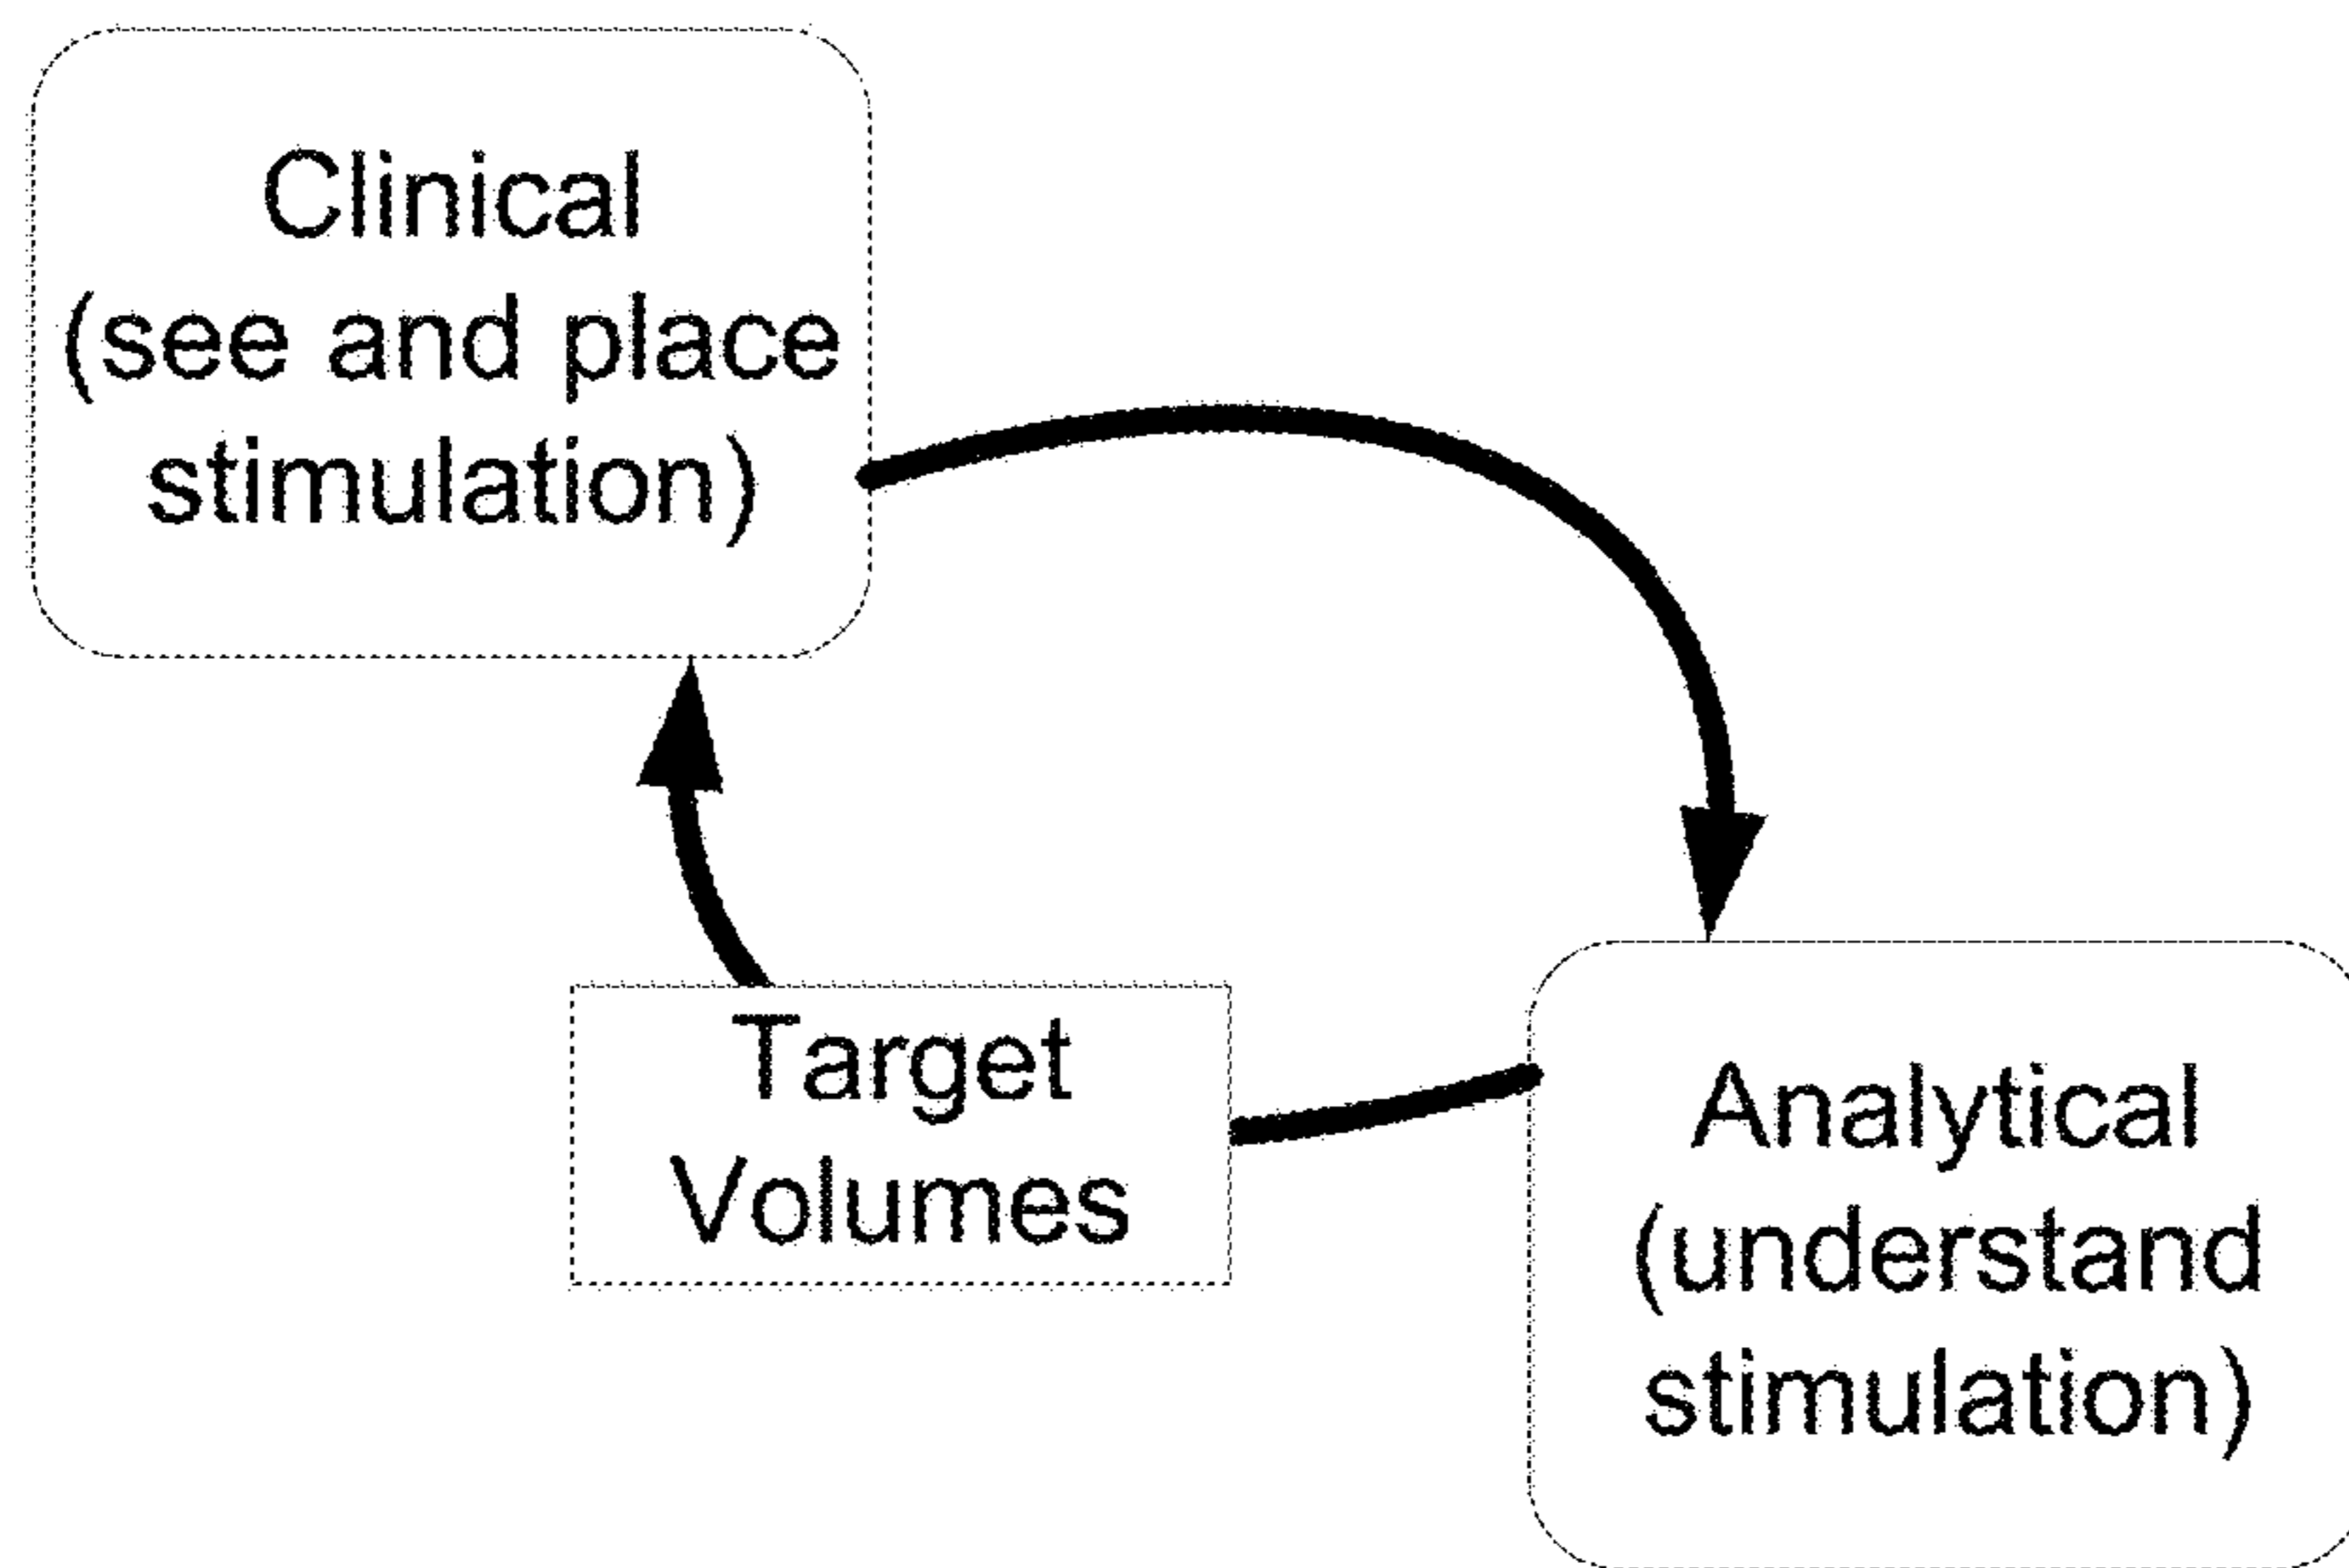 Clinical
(see and place
stimulation)
Target
Volumes
Analytical
(understand
stimulation)